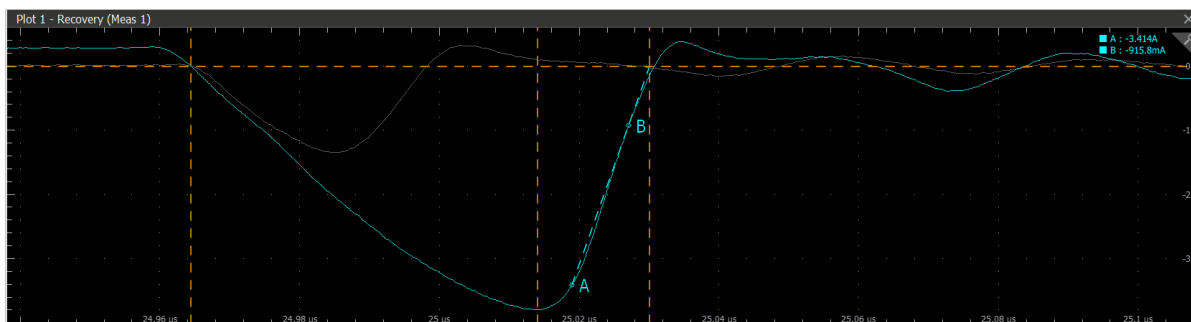 Plot 1 - Recovery (Meas 1)
A : -3.414A
B : -915.8mA
0
-1
-2
-3
B
A
24.96 us
24.98 us
25 us
25.02 us
25.04 us
25.06 us
25.08 us
25.1 us